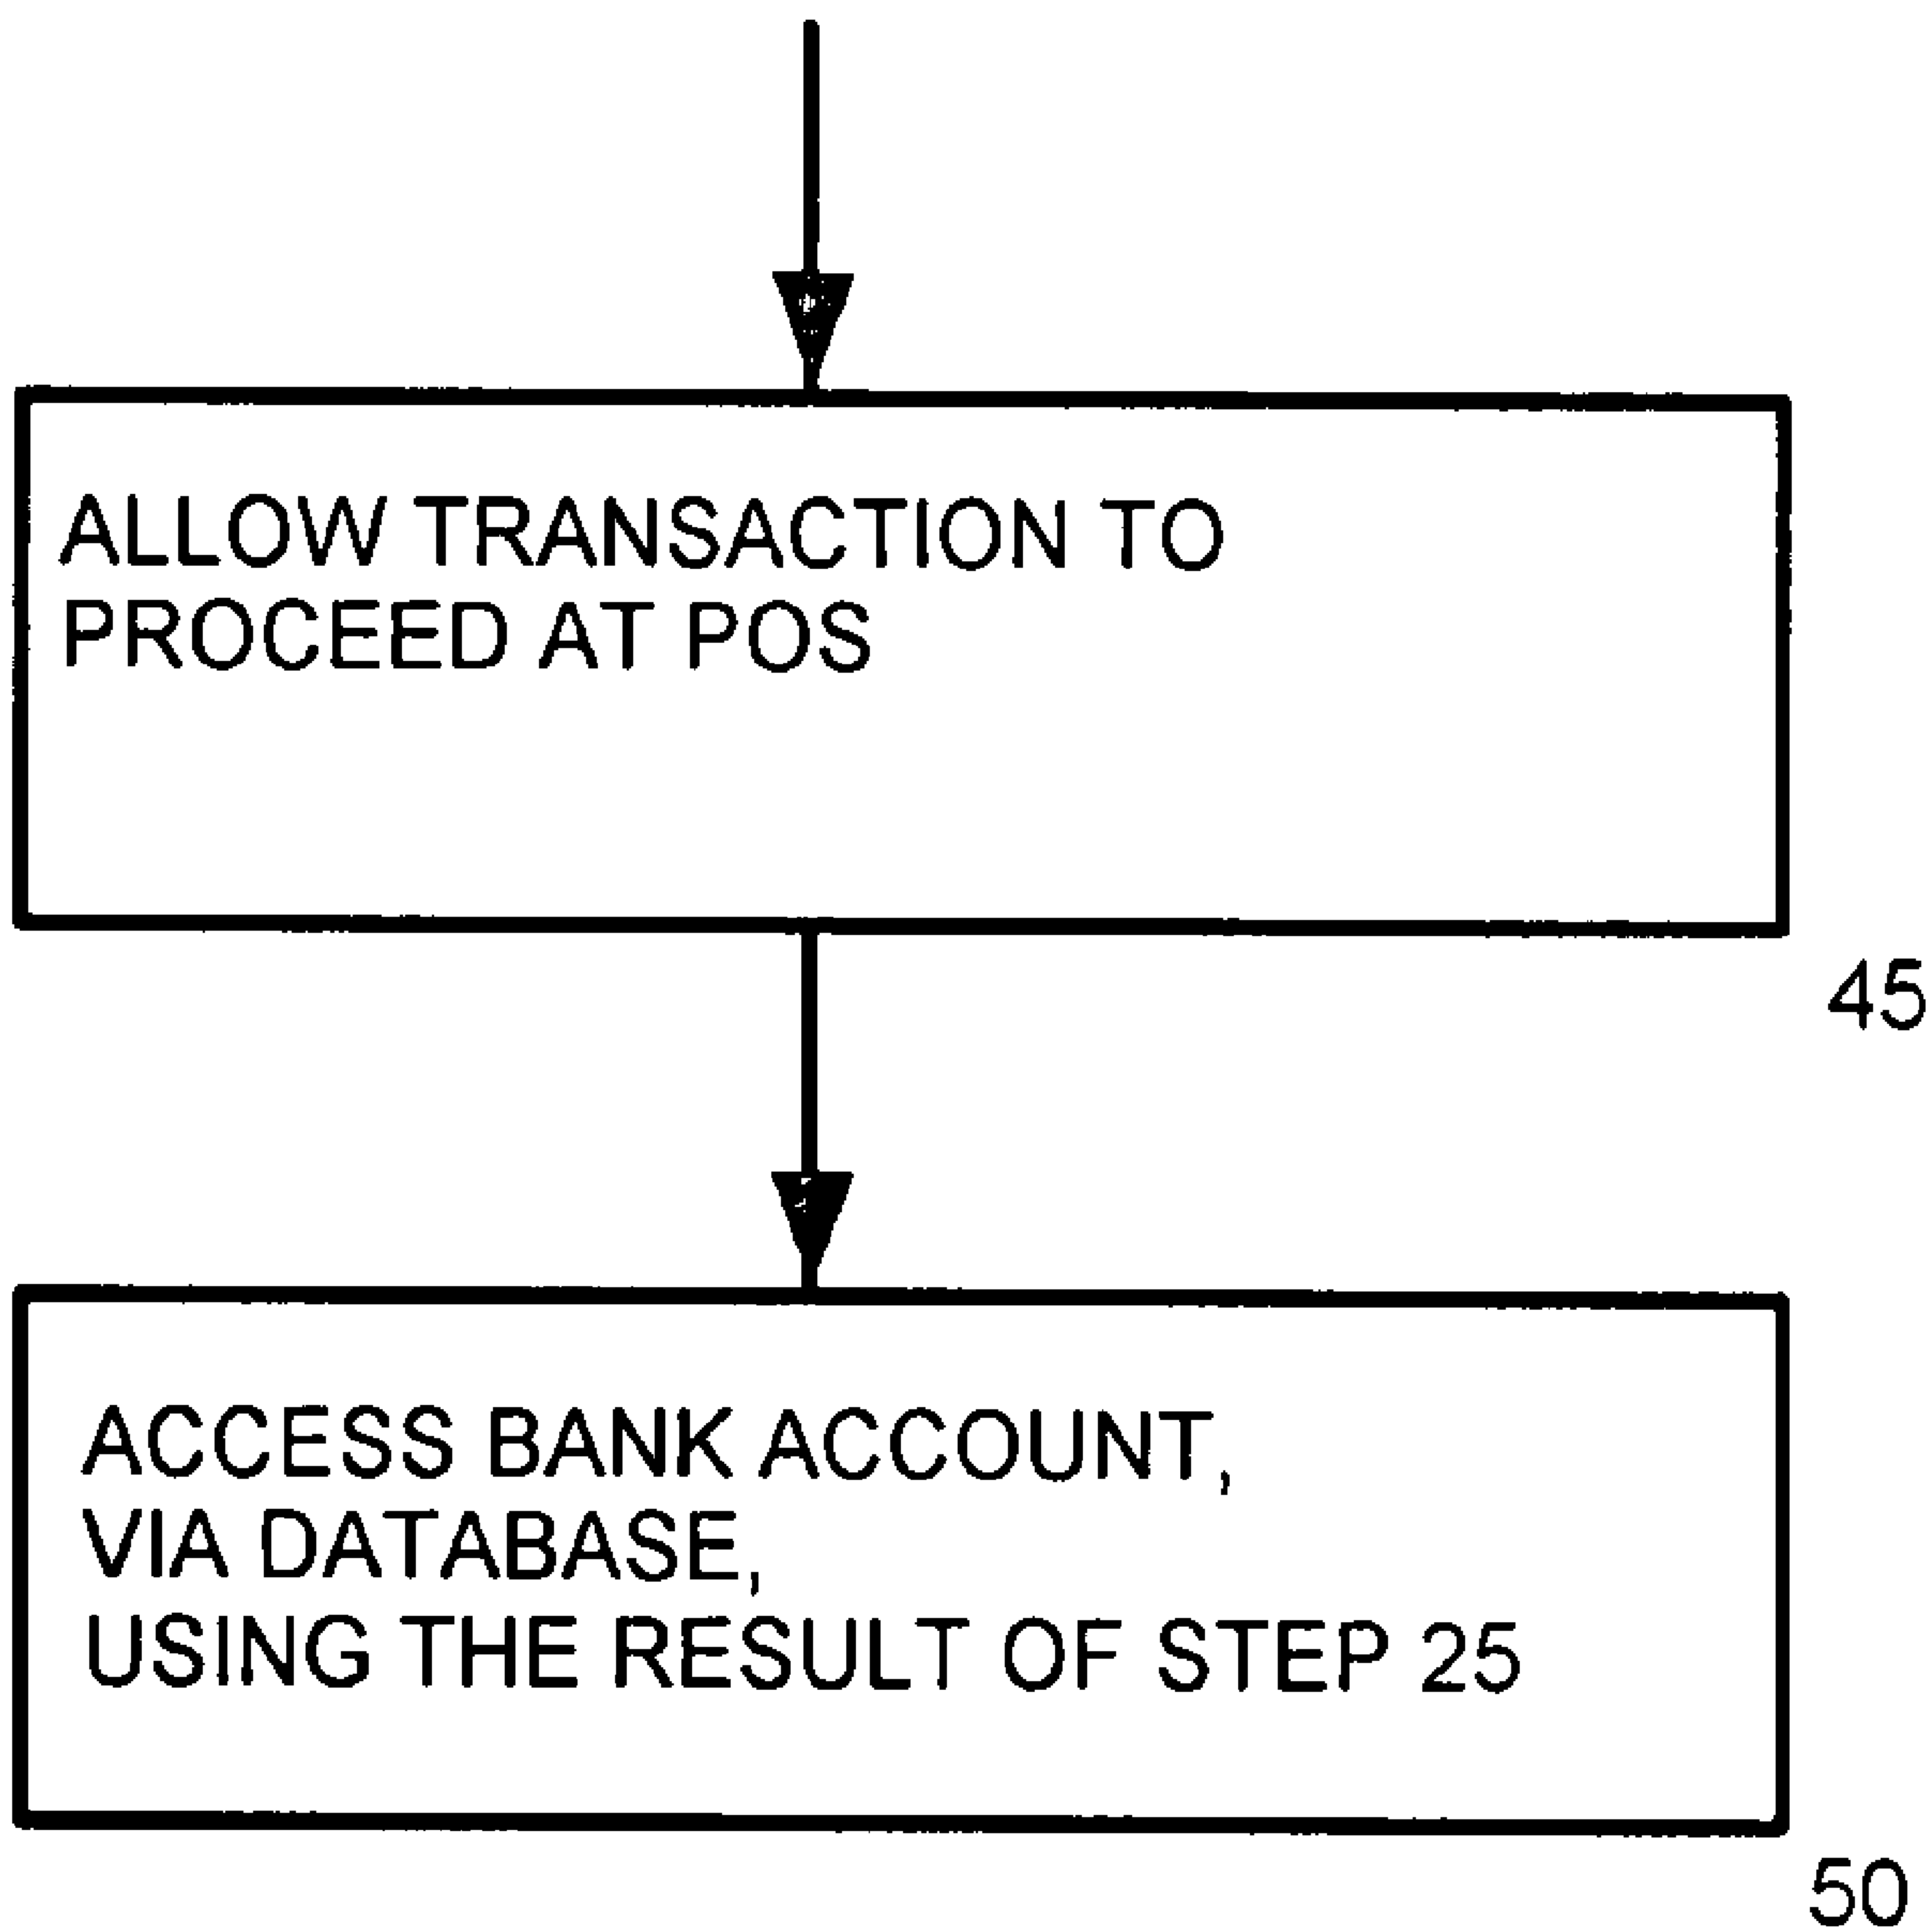 ALLOW TRANSACTION TO
PROCEED AT POS
45
ACCESS BANK ACCOUNT,
VIA DATABASE,
USING THE RESULT OF STEP 25
50